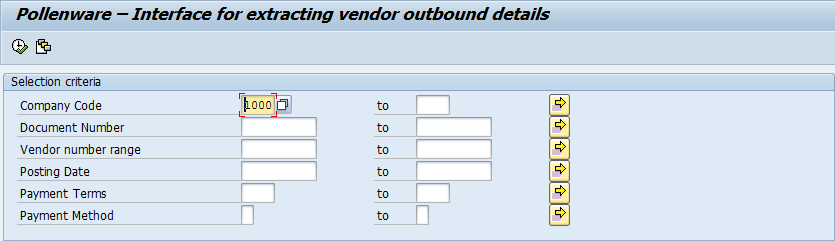 Pollenware – Interface for extracting vendor outbound details
Selection criteria
Company Code 1000 to
Document Number to
Vendor number range to
Posting Date to
Payment Terms to
Payment Method to